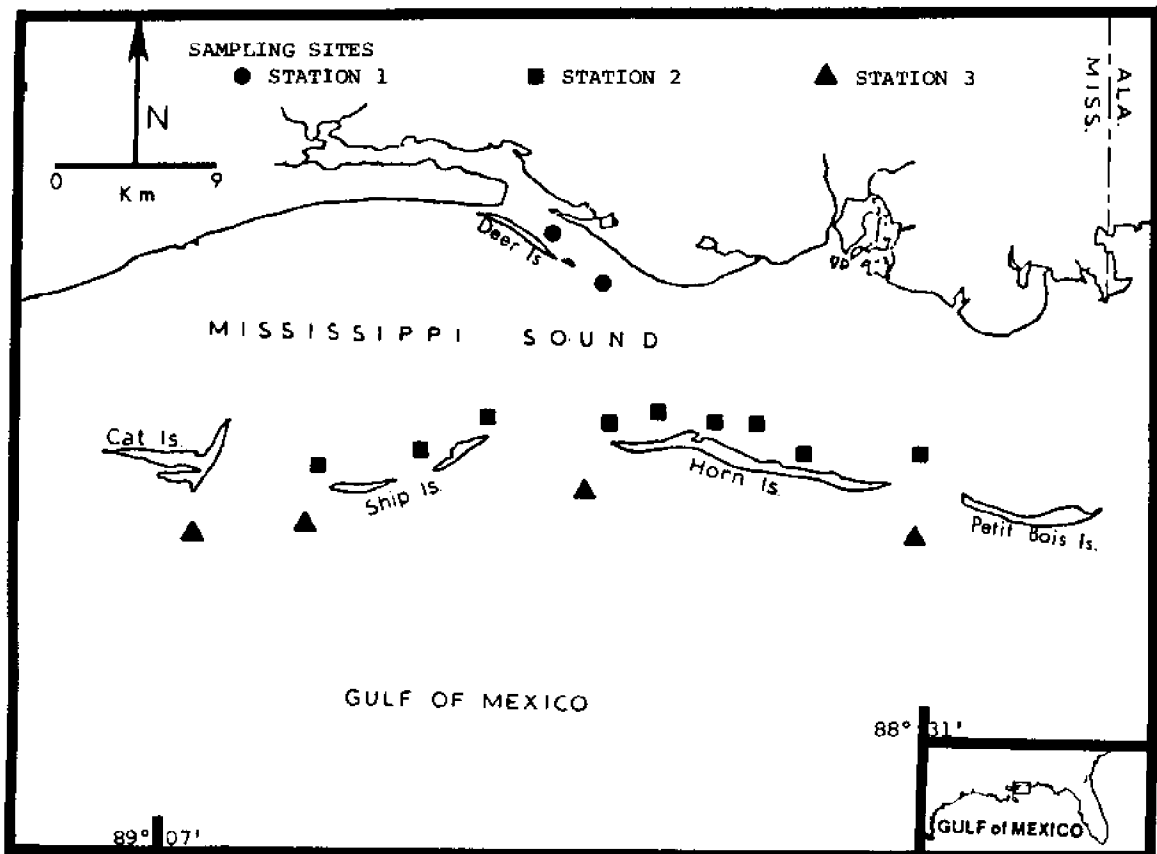 SAMPLING SITES
STATION 1
STATION 2
STATION 3
N
0 9
Km
MISS. ALA.
Deer Is
MISSISSIPPI SOUND
Cat Is.
Ship Is.
Horn Is.
Petit Bois Is.
GULF OF MEXICO
88° 31'
89° 07'
GULF of MEXICO